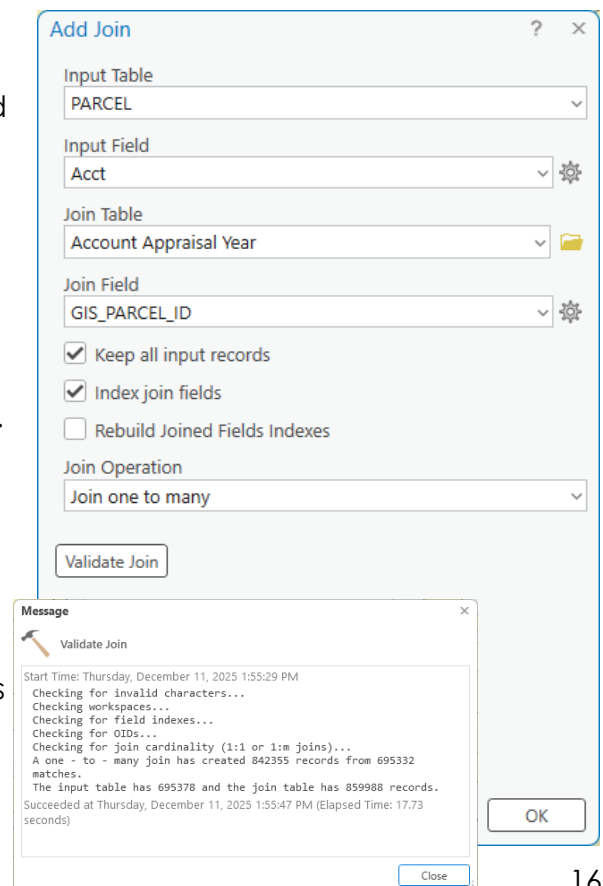 Add Join ? ×
Input Table
d
PARCEL
Input Field
Acct
Join Table
Account Appraisal Year
Join Field
GIS_PARCEL_ID
Keep all input records
Index join fields
.
Rebuild Joined Fields Indexes
Join Operation
Join one to many
Validate Join
Message ×
Validate Join
Start Time: Thursday, December 11, 2025 1:55:29 PM
s
Checking for invalid characters...
Checking workspaces...
Checking for field indexes...
Checking for OIDs...
Checking for join cardinality (1:1 or 1:m joins)...
A one - to - many join has created 842355 records from 695332
matches.
The input table has 695378 and the join table has 859988 records.
Succeeded at Thursday, December 11, 2025 1:55:47 PM (Elapsed Time: 17.73
seconds)
OK
Close
16